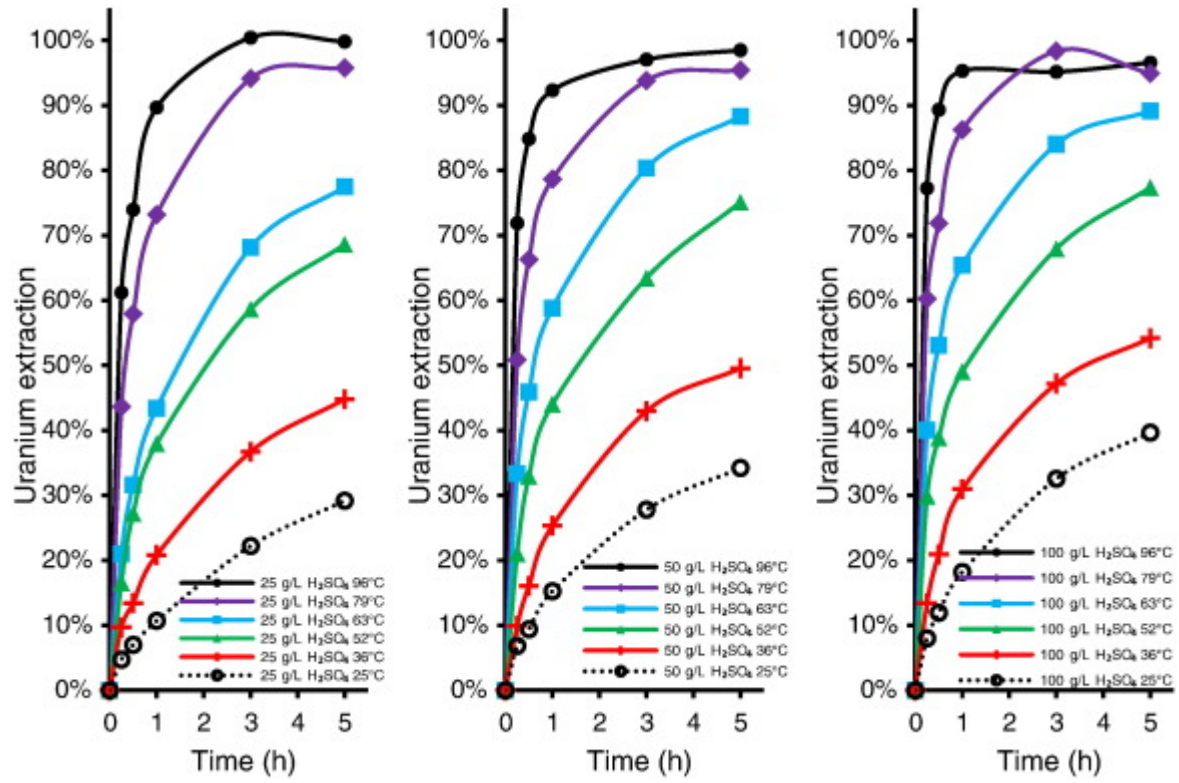 Uranium extraction
100%
90%
80%
70%
60%
50%
40%
30%
20%
10%
0%
25 g/L H₂SO₄ 96°C
25 g/L H₂SO₄ 79°C
25 g/L H₂SO₄ 63°C
25 g/L H₂SO₄ 52°C
25 g/L H₂SO₄ 36°C
25 g/L H₂SO₄ 25°C
0 1 2 3 4 5
Time (h)
Uranium extraction
100%
90%
80%
70%
60%
50%
40%
30%
20%
10%
0%
50 g/L H₂SO₄ 96°C
50 g/L H₂SO₄ 79°C
50 g/L H₂SO₄ 63°C
50 g/L H₂SO₄ 52°C
50 g/L H₂SO₄ 36°C
50 g/L H₂SO₄ 25°C
0 1 2 3 4 5
Time (h)
Uranium extraction
100%
90%
80%
70%
60%
50%
40%
30%
20%
10%
0%
100 g/L H₂SO₄ 96°C
100 g/L H₂SO₄ 79°C
100 g/L H₂SO₄ 63°C
100 g/L H₂SO₄ 52°C
100 g/L H₂SO₄ 36°C
100 g/L H₂SO₄ 25°C
0 1 2 3 4 5
Time (h)